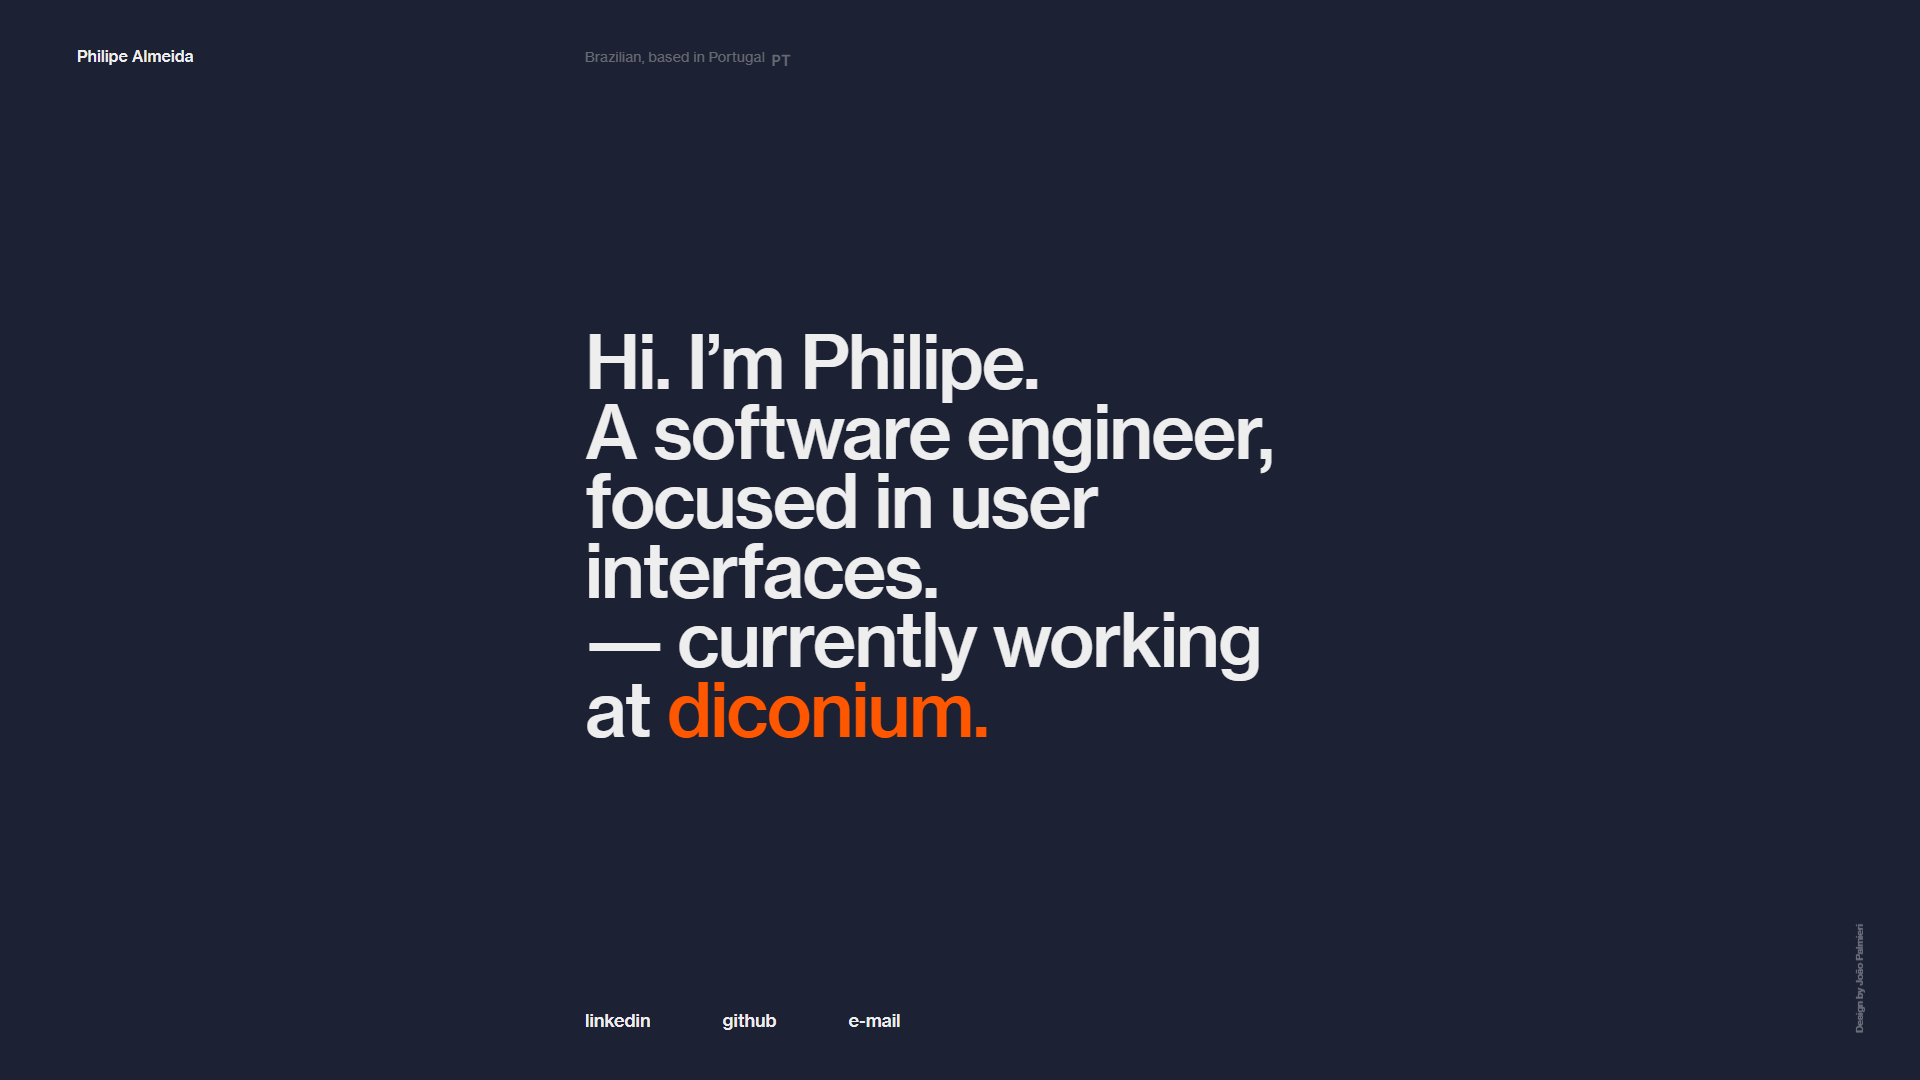 Philipe Almeida
Brazilian, based in Portugal PT
Hi. I’m Philipe.
A software engineer,
focused in user
interfaces.
— currently working
at diconium.
linkedin
github
e-mail
Design by João Palmieri